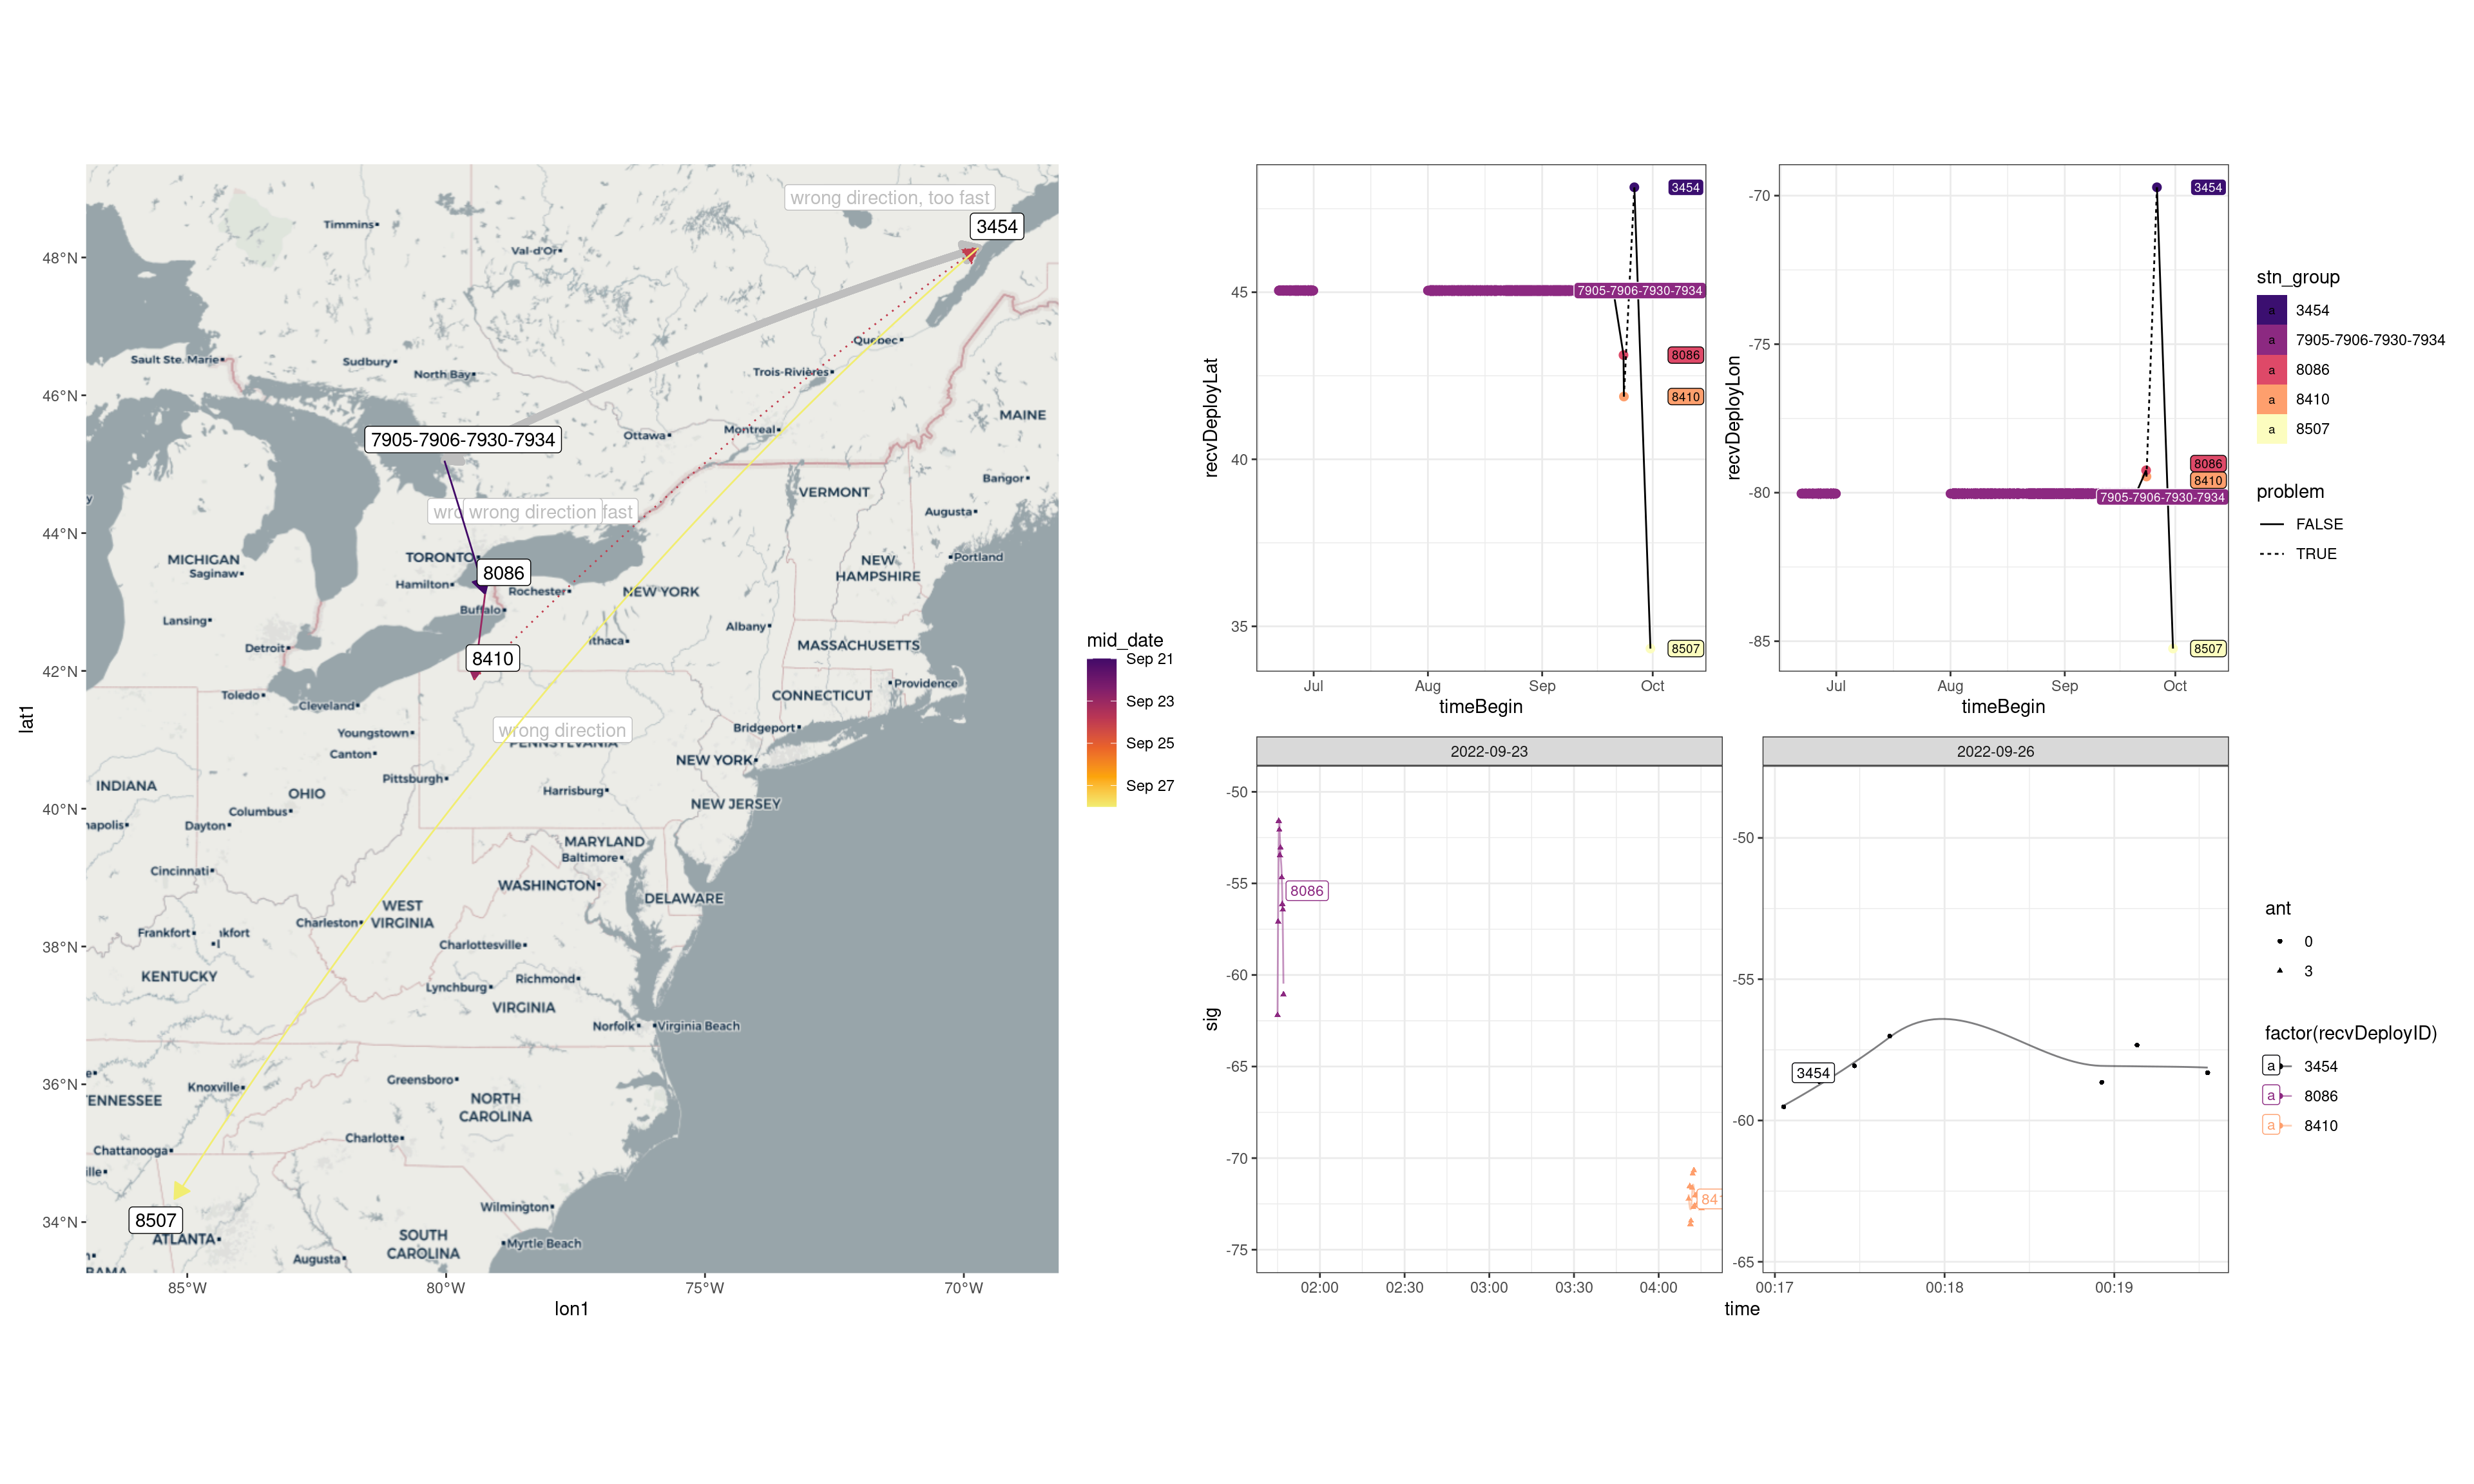 wrong direction, too fast
3454
Timmins
Val-d'Or
48°N
Quebec
Sault Ste. Marie
Sudbury
North Bay
Trois-Rivières
46°N
MAINE
7905-7906-7930-7934
Ottawa
Montreal
Bangor
VERMONT
wrong direction fast
Augusta
44°N
TORONTO
MICHIGAN
Saginaw
NEW HAMPSHIRE
Portland
8086
Hamilton
Rochester
NEW YORK
Buffalo
Lansing
Albany
Ithaca
Detroit
MASSACHUSETTS
8410
42°N
Toledo
Cleveland
Providence
CONNECTICUT
wrong direction
Bridgeport
Youngstown
PENNSYLVANIA
Canton
NEW YORK
Pittsburgh
INDIANA
OHIO
Harrisburg
NEW JERSEY
40°N
Columbus
napolis
Dayton
MARYLAND
Baltimore
Cincinnati
WASHINGTON
DELAWARE
WEST VIRGINIA
Charleston
Frankfort
nkfort
Charlottesville
38°N
KENTUCKY
Richmond
Lynchburg
VIRGINIA
Norfolk
Virginia Beach
36°N
Knoxville
Greensboro
ENNESSEE
NORTH CAROLINA
Charlotte
Chattanooga
ille
Wilmington
8507
34°N
ATLANTA
SOUTH CAROLINA
Myrtle Beach
Augusta
BAMA
85°W
80°W
75°W
70°W
lon1
lat1
mid_date
Sep 21
Sep 23
Sep 25
Sep 27
recvDeployLat
45
40
35
3454
7905-7906-7930-7934
8086
8410
8507
Jul
Aug
Sep
Oct
timeBegin
recvDeployLon
-70
-75
-80
-85
3454
8086
8410
7905-7906-7930-7934
8507
Jul
Aug
Sep
Oct
timeBegin
stn_group
a 3454
a 7905-7906-7930-7934
a 8086
a 8410
a 8507
problem
FALSE
TRUE
2022-09-23
sig
-50
-55
-60
-65
-70
-75
8086
841
02:00
02:30
03:00
03:30
04:00
2022-09-26
-50
-55
-60
-65
3454
00:17
00:18
00:19
time
ant
0
3
factor(recvDeployID)
a 3454
a 8086
a 8410